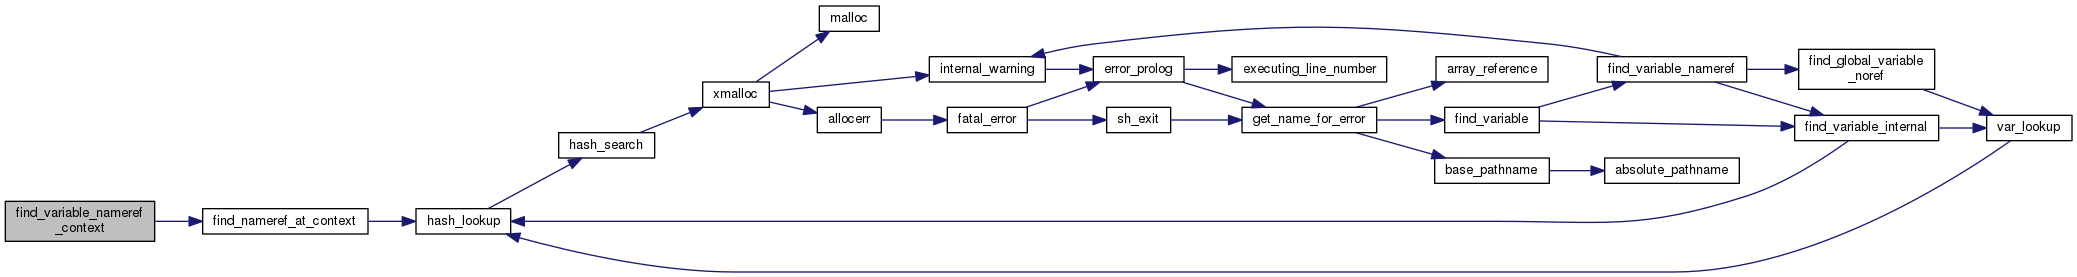 malloc
find_variable_nameref
_context
find_nameref_at_context
hash_lookup
hash_search
xmalloc
internal_warning
allocerr
error_prolog
fatal_error
executing_line_number
sh_exit
get_name_for_error
array_reference
find_variable
base_pathname
absolute_pathname
find_variable_nameref
find_global_variable
_noref
find_variable_internal
var_lookup